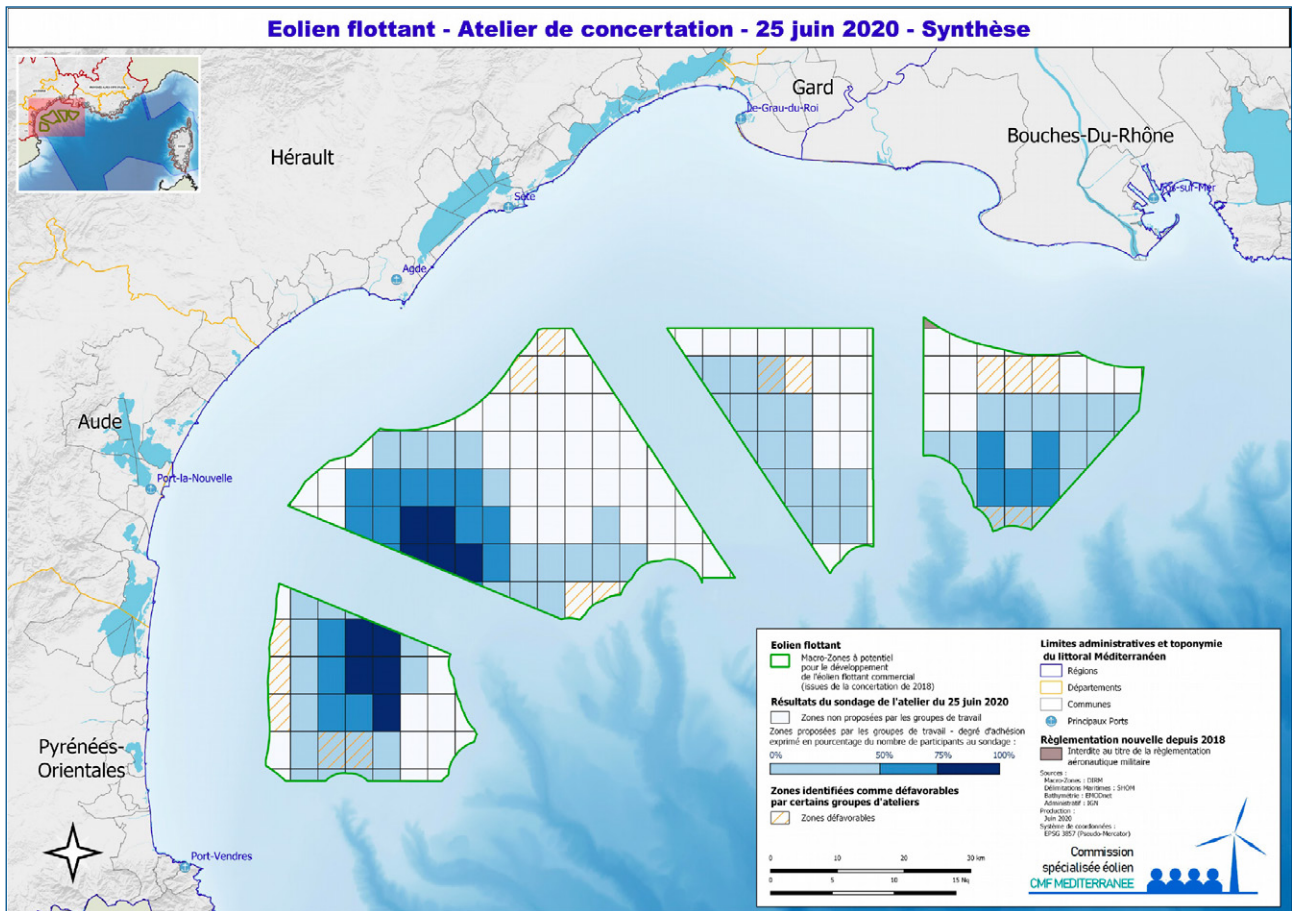 Eolien flottant - Atelier de concertation - 25 juin 2020 - Synthèse
Gard
Le-Grau-du-Roi
Bouches-Du-Rhône
Hérault
Fos-sur-Mer
Sète
Agde
Aude
Port-la-Nouvelle
Pyrénées-
Orientales
Port-Vendres
Eolien flottant
Macro-Zones à potentiel
pour le développement
de l'éolien flottant commercial
(issues de la concertation de 2018)
Résultats du sondage de l'atelier du 25 juin 2020
Zones non proposées par les groupes de travail
Zones proposées par les groupes de travail - degré d'adhésion
exprimé en pourcentage du nombre de participants au sondage :
0% 50% 75% 100%
Zones identifiées comme défavorables
par certains groupes d'ateliers
Zones défavorables
0 10 20 30 km
0 5 10 15 Nq
Limites administratives et toponymie
du littoral Méditerranéen
Régions
Départements
Communes
Principaux Ports
Règlementation nouvelle depuis 2018
Interdite au titre de la règlementation
aéronautique militaire
Sources :
Macro-Zones : DIRM
Délimitations Maritimes : SHOM
Bathymétrie : EMODnet
Administratif : IGN
Production :
Juin 2020
Système de coordonnées :
EPSG 3857 (Pseudo-Mercator)
Commission
spécialisée éolien
CMF MEDITERRANEE